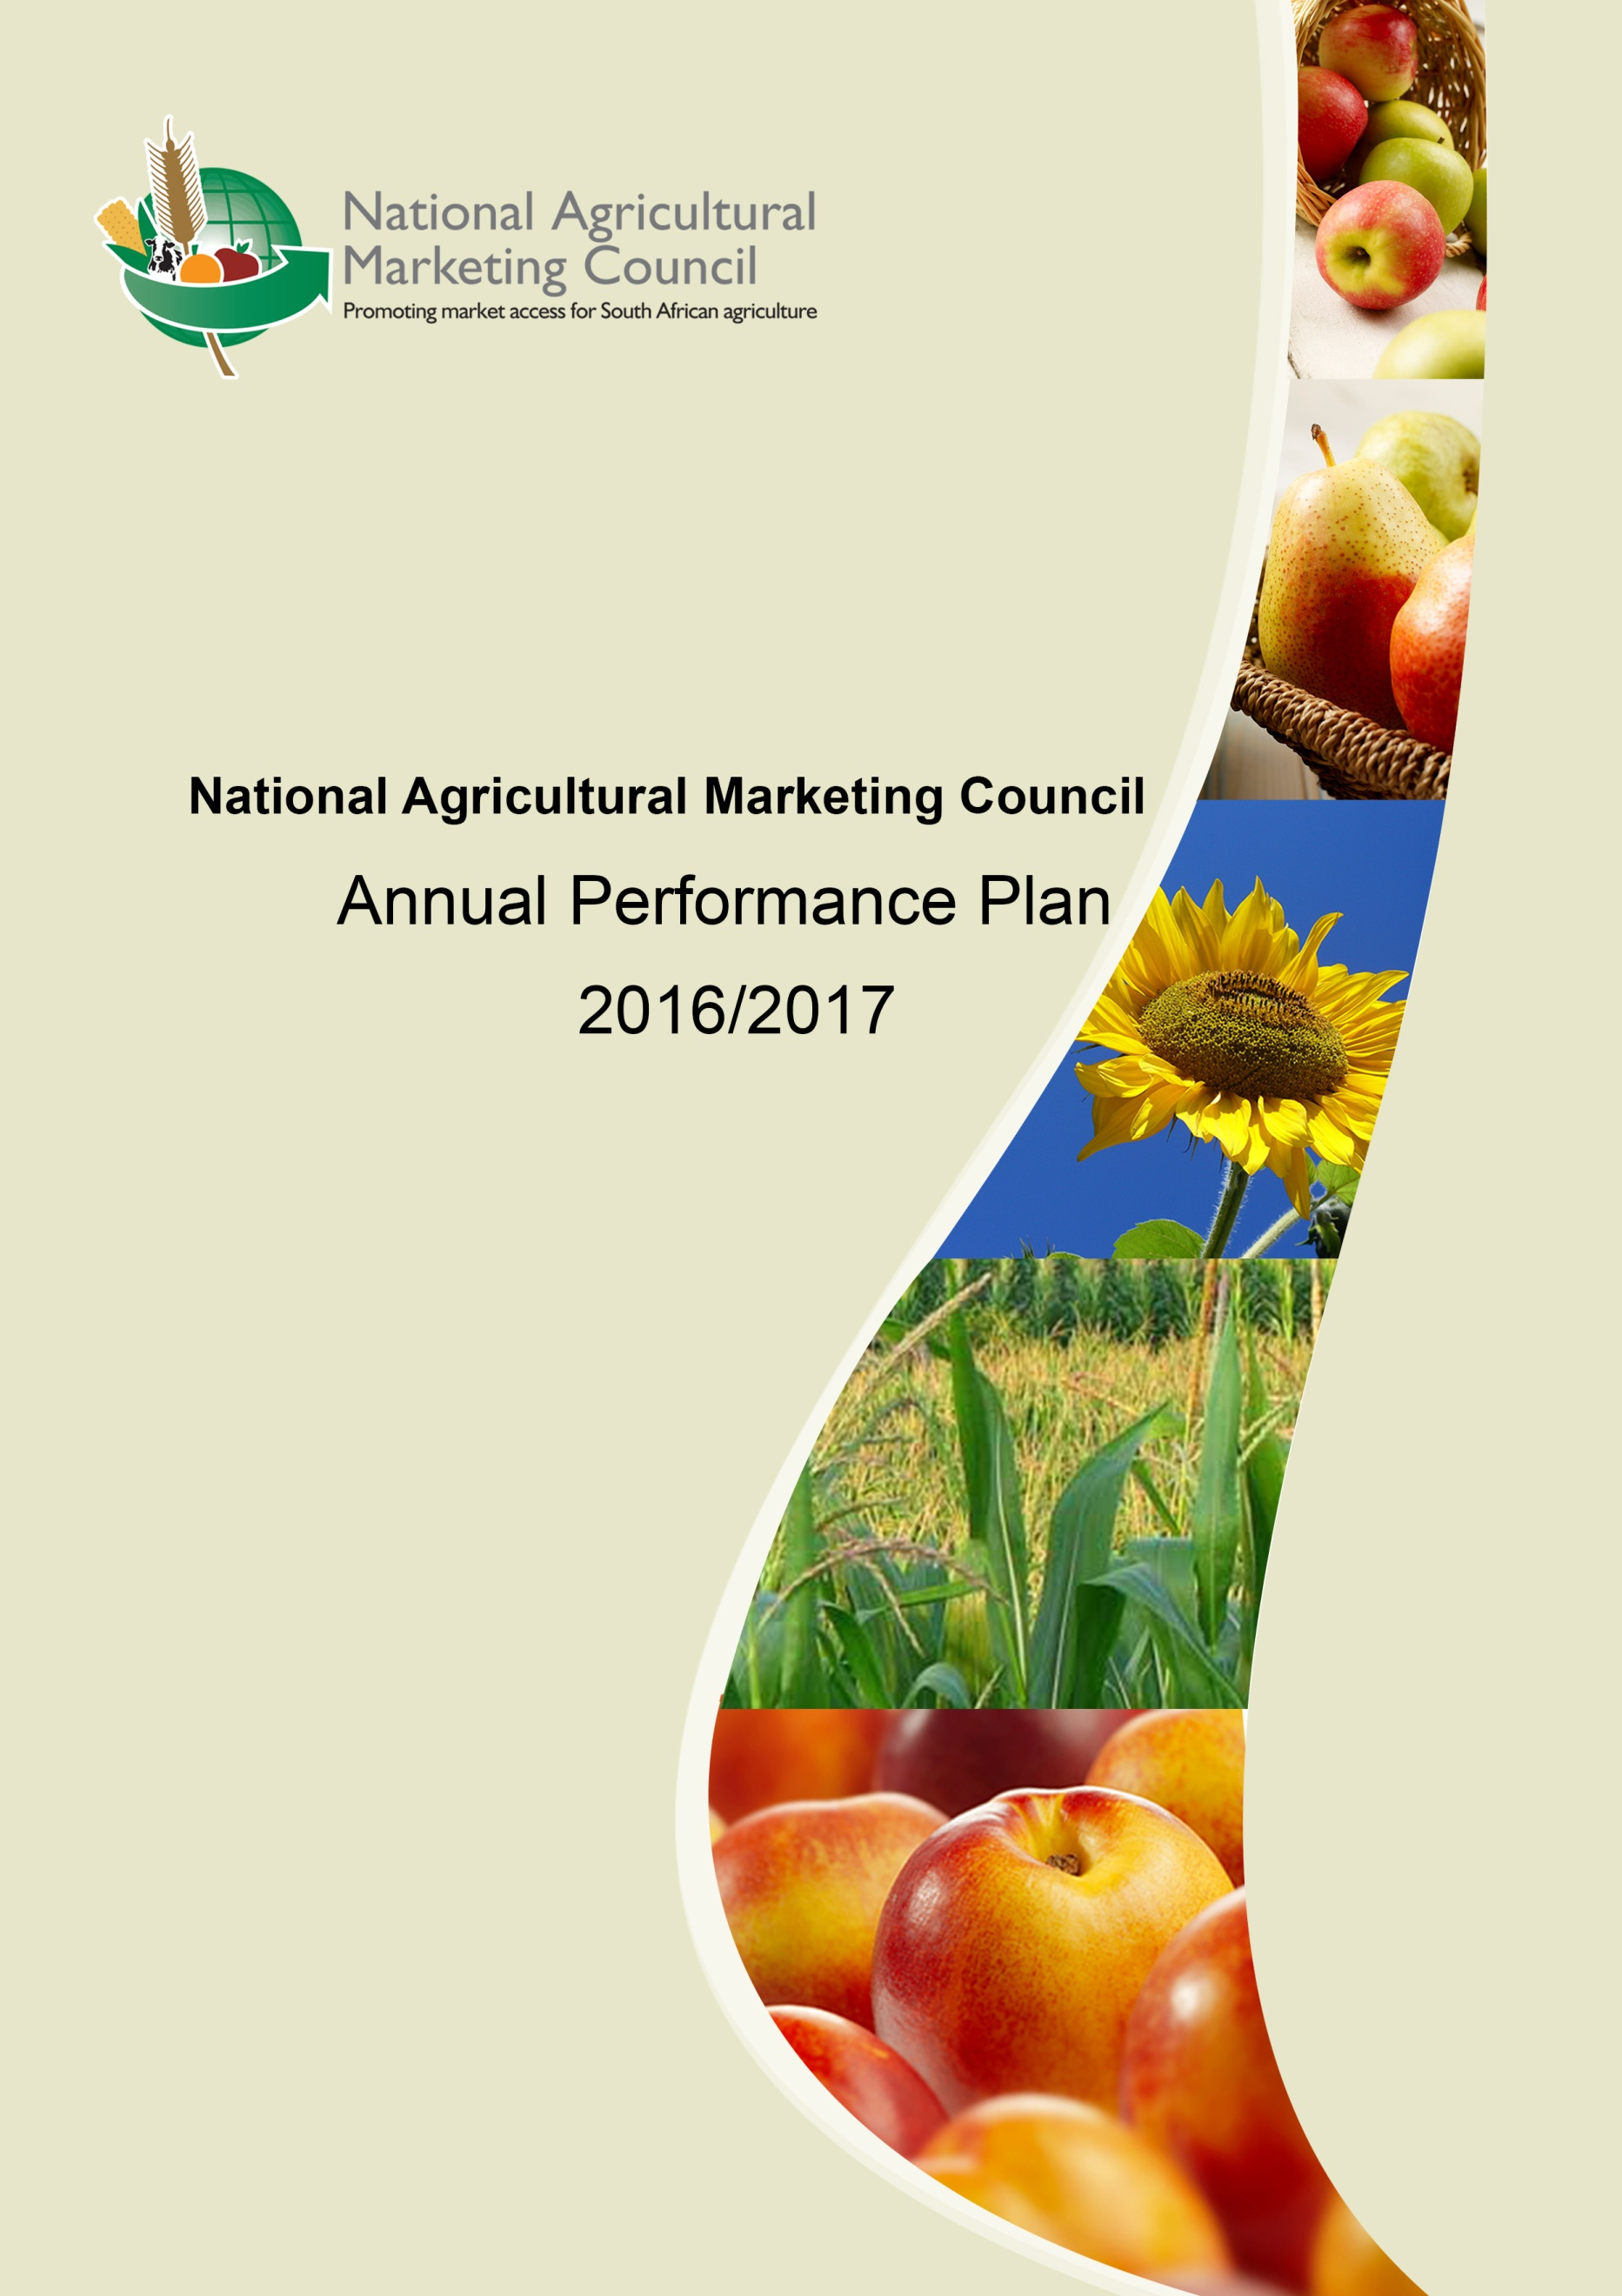 National Agricultural
Marketing Council
Promoting market access for South African agriculture
National Agricultural Marketing Council
Annual Performance Plan
2016/2017